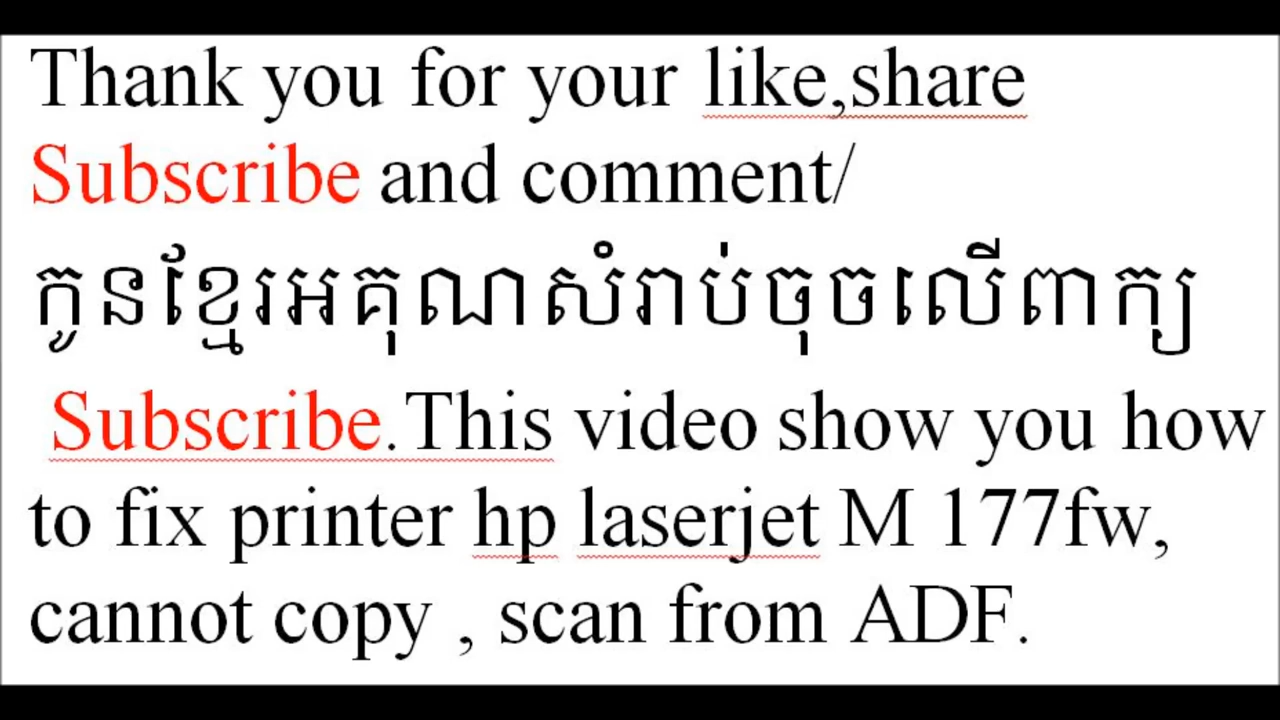 Thank you for your like,share
Subscribe and comment/
កូនខ្មែរអគុណសំរាប់ចុចលើពាក្យ
Subscribe.This video show you how
to fix printer hp laserjet M 177fw,
cannot copy , scan from ADF.